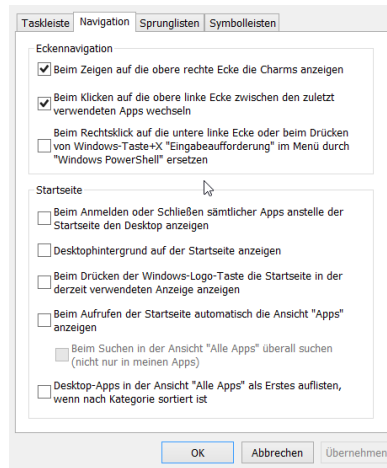 Taskleiste Navigation Sprunglisten Symbolleisten
Eckennavigation
Beim Zeigen auf die obere rechte Ecke die Charms anzeigen
Beim Klicken auf die obere linke Ecke zwischen den zuletzt
verwendeten Apps wechseln
Beim Rechtsklick auf die untere linke Ecke oder beim Drücken
von Windows-Taste+X "Eingabeaufforderung" im Menü durch
"Windows PowerShell" ersetzen
Startseite
Beim Anmelden oder Schließen sämtlicher Apps anstelle der
Startseite den Desktop anzeigen
Desktophintergrund auf der Startseite anzeigen
Beim Drücken der Windows-Logo-Taste die Startseite in der
derzeit verwendeten Anzeige anzeigen
Beim Aufrufen der Startseite automatisch die Ansicht "Apps"
anzeigen
Beim Suchen in der Ansicht "Alle Apps" überall suchen
(nicht nur in meinen Apps)
Desktop-Apps in der Ansicht "Alle Apps" als Erstes auflisten,
wenn nach Kategorie sortiert ist
OK Abbrechen Übernehmen